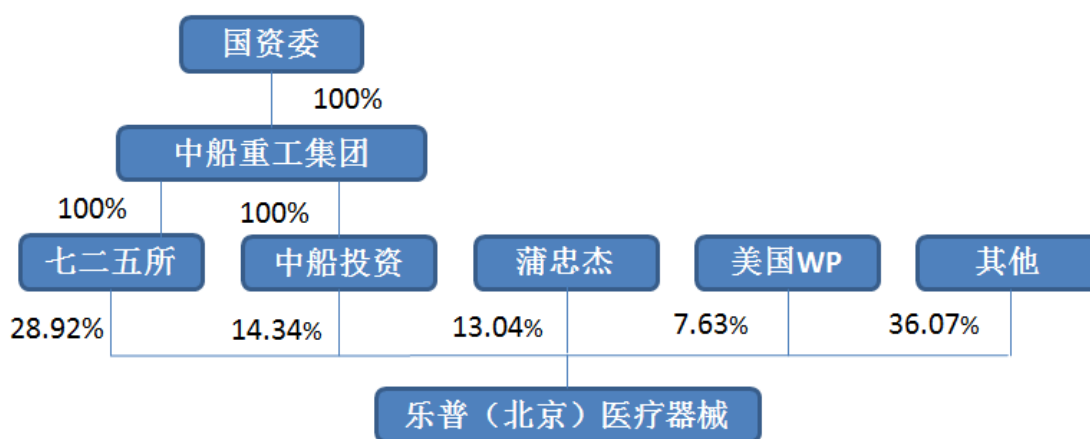 国资委
100%
中船重工集团
100%
100%
七二五所
中船投资
蒲忠杰
美国WP
其他
28.92%
14.34%
13.04%
7.63%
36.07%
乐普（北京）医疗器械